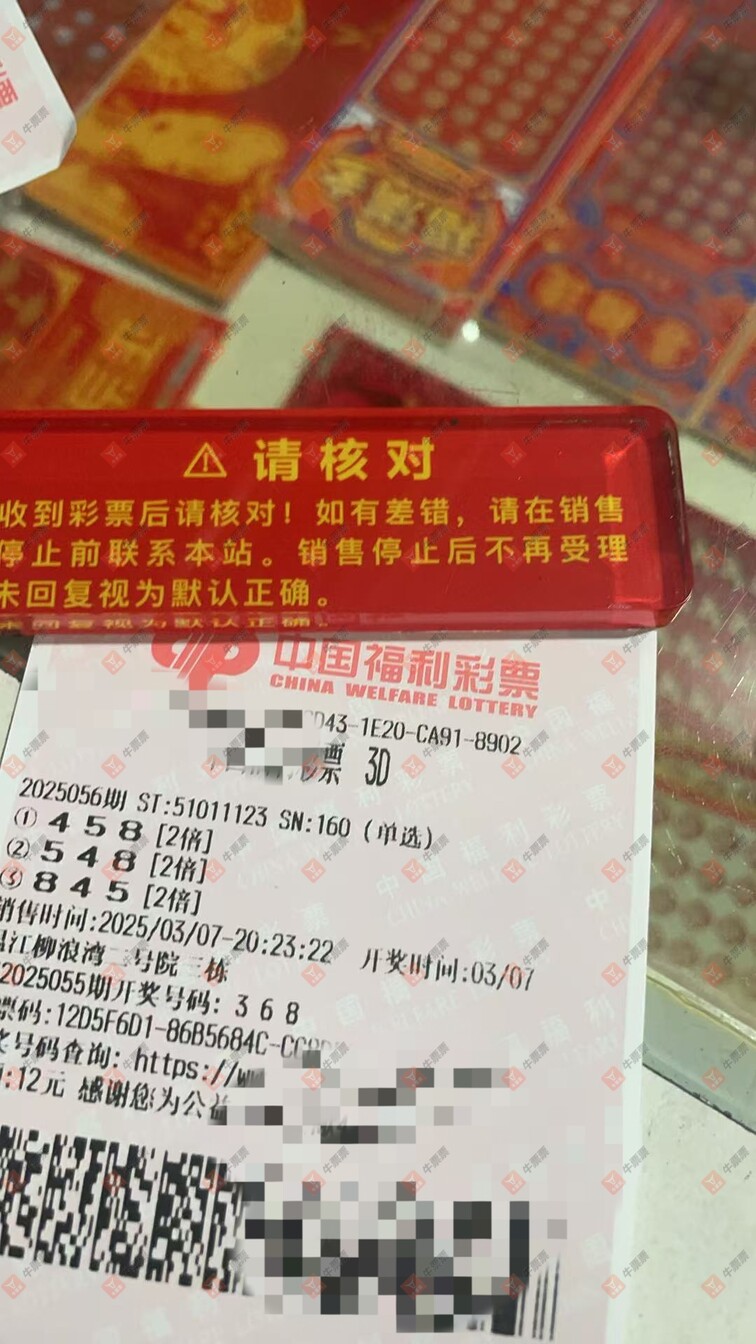 请核对
收到彩票后请核对！如有差错，请在销售
停止前联系本站。销售停止后不再受理
未回复视为默认正确。
中国福利彩票
CHINA WELFARE LOTTERY
D43-1E20-CA91-8902
票 3D
2025056期 ST:51011123 SN:160 (单选)
① 4 5 8 [2倍]
② 5 4 8 [2倍]
③ 8 4 5 [2倍]
销售时间:2025/03/07-20:23:22 开奖时间:03/07
江柳浪湾二号院三栋
2025055期开奖号码: 3 6 8
票码:12D5F6D1-86B5684C-CC
奖号码查询: https://w
:12元 感谢您为公益
牛票票